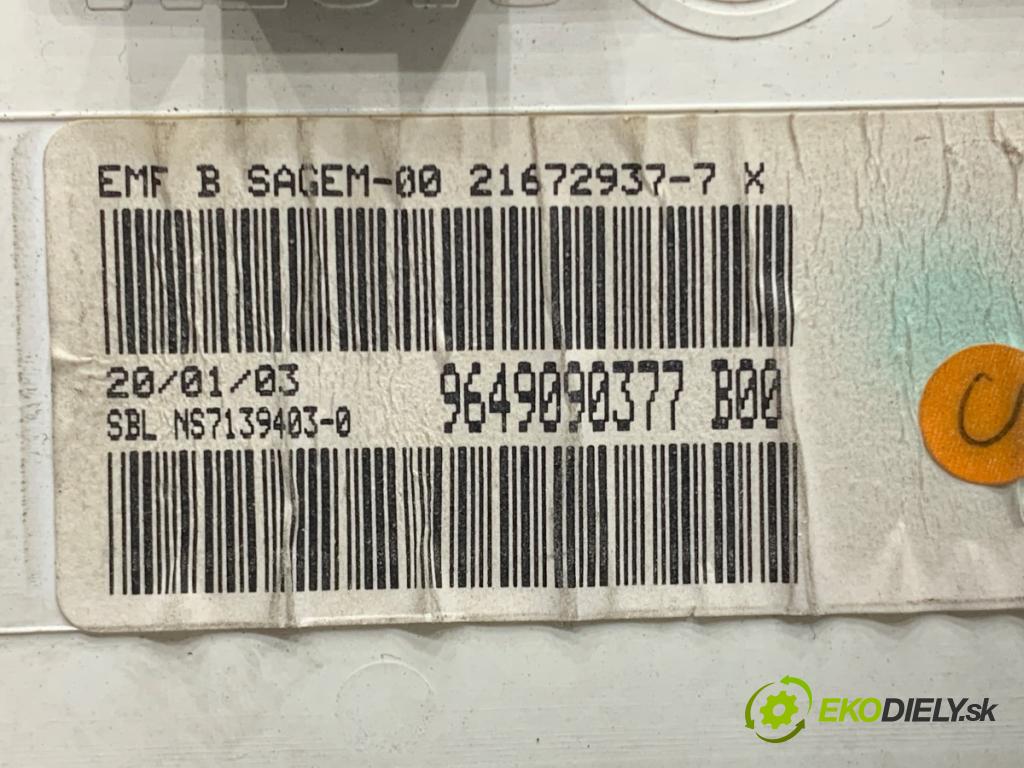 EMF B SAGEM-00 21672937-7 X
20/01/03
9649090377 B00
SBL NS7139403-0
EKODIELY.sk